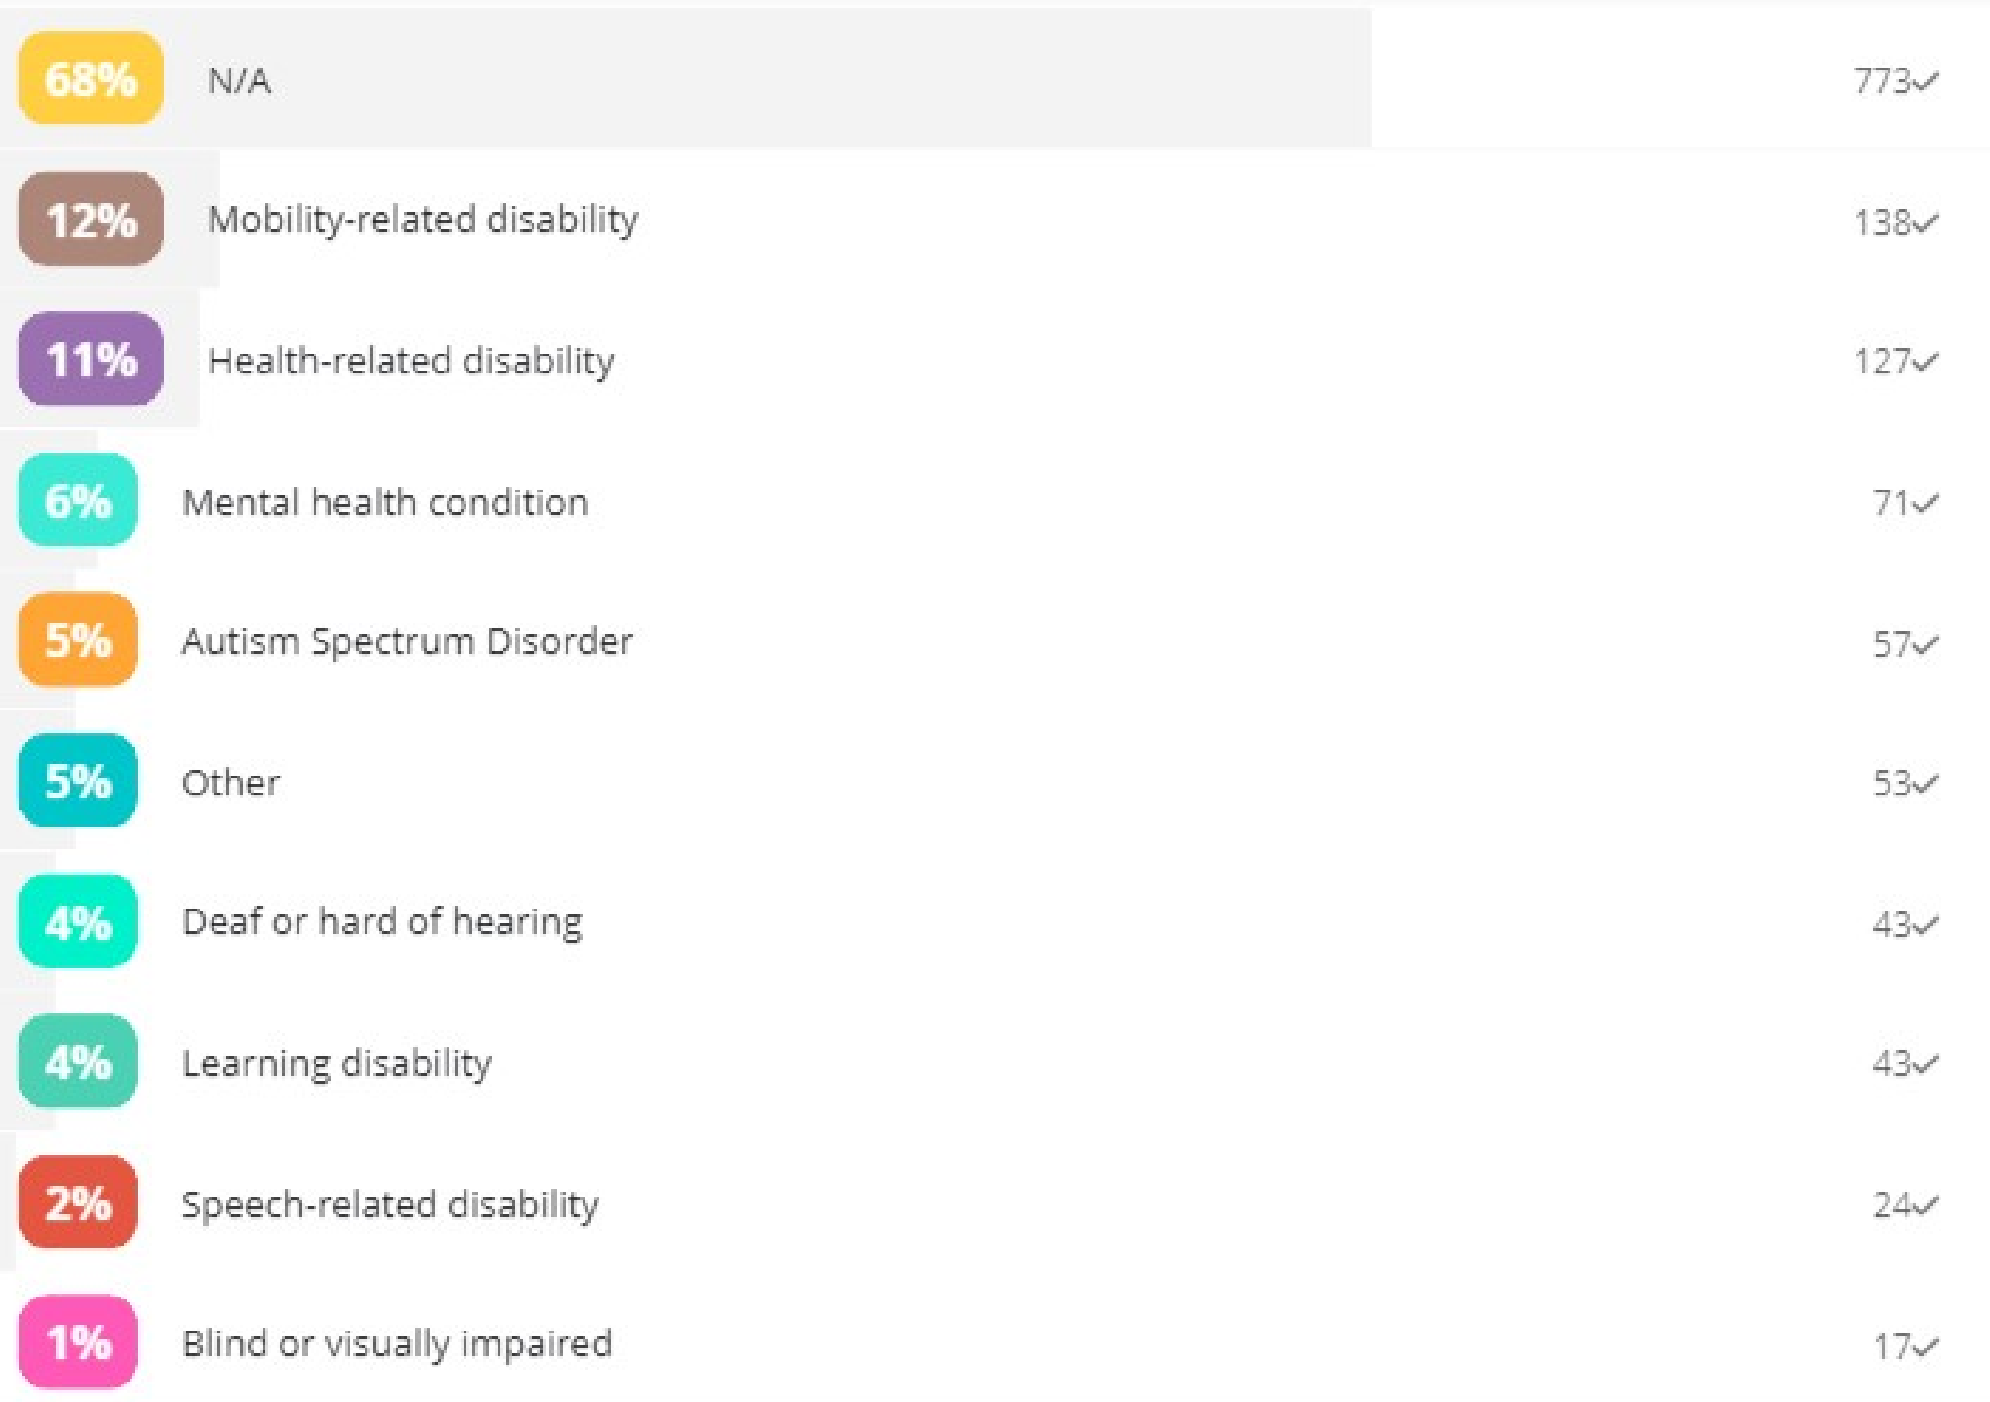 68% N/A 773✓
12% Mobility-related disability 138✓
11% Health-related disability 127✓
6% Mental health condition 71✓
5% Autism Spectrum Disorder 57✓
5% Other 53✓
4% Deaf or hard of hearing 43✓
4% Learning disability 43✓
2% Speech-related disability 24✓
1% Blind or visually impaired 17✓